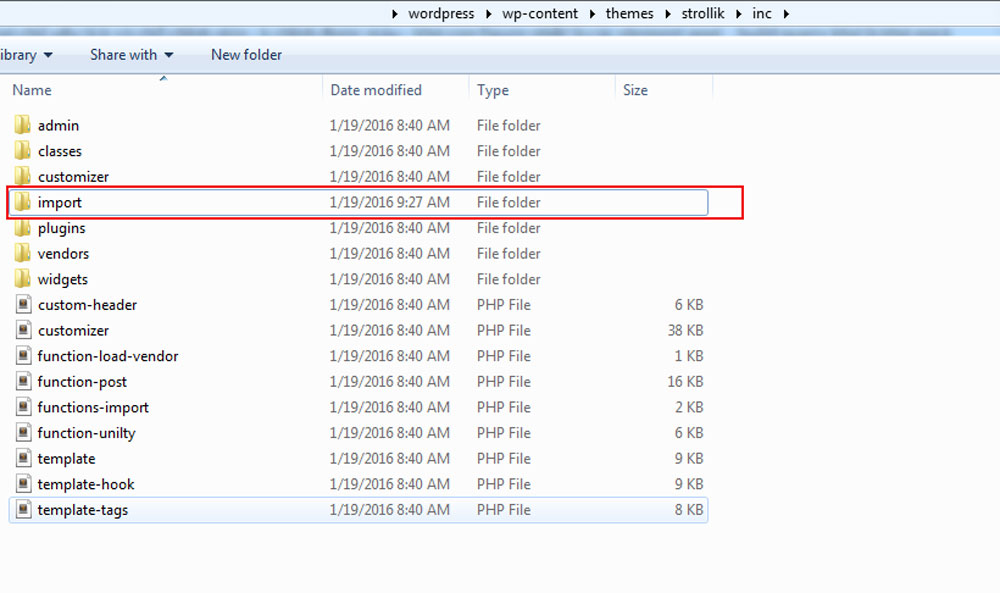 wordpress wp-content themes strollik inc
ibrary Share with New folder
Name Date modified Type Size
admin 1/19/2016 8:40 AM File folder
classes 1/19/2016 8:40 AM File folder
customizer 1/19/2016 8:40 AM File folder
import 1/19/2016 9:27 AM File folder
plugins 1/19/2016 8:40 AM File folder
vendors 1/19/2016 8:40 AM File folder
widgets 1/19/2016 8:40 AM File folder
custom-header 1/19/2016 8:40 AM PHP File 6 KB
customizer 1/19/2016 8:40 AM PHP File 38 KB
function-load-vendor 1/19/2016 8:40 AM PHP File 1 KB
function-post 1/19/2016 8:40 AM PHP File 16 KB
functions-import 1/19/2016 8:40 AM PHP File 2 KB
function-unilty 1/19/2016 8:40 AM PHP File 6 KB
template 1/19/2016 8:40 AM PHP File 9 KB
template-hook 1/19/2016 8:40 AM PHP File 9 KB
template-tags 1/19/2016 8:40 AM PHP File 8 KB